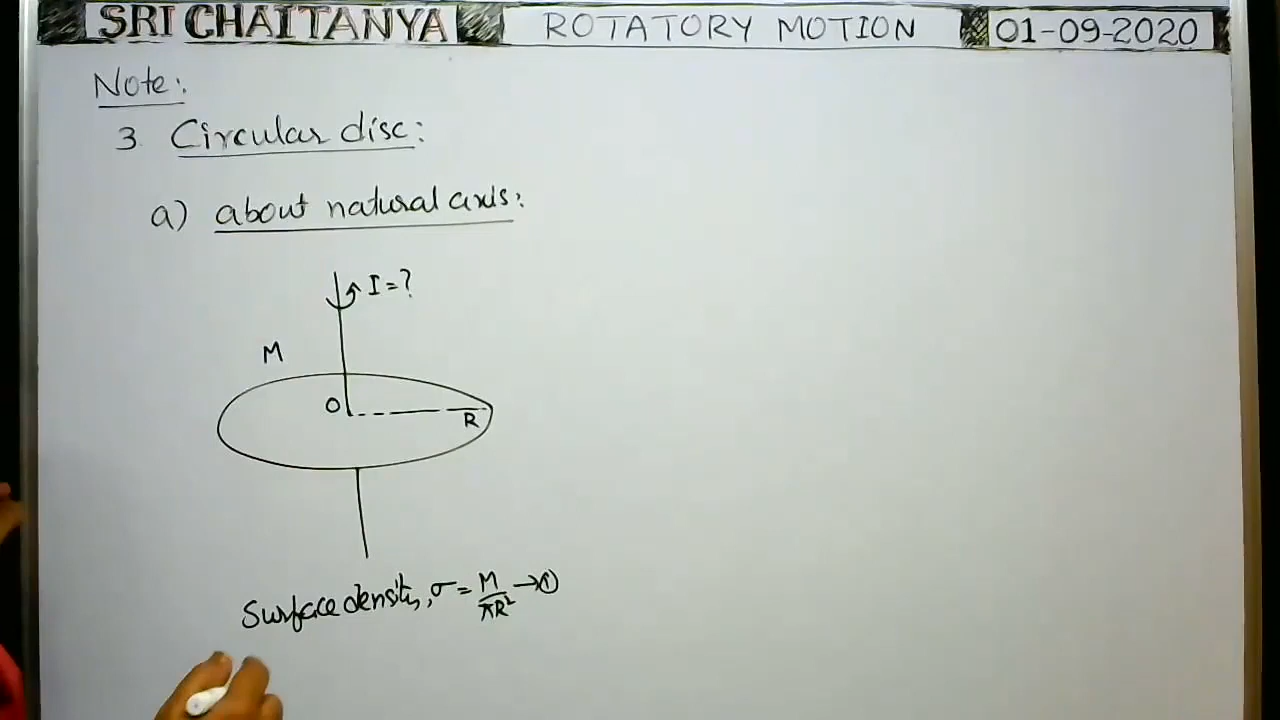 SRI CHAITANYA ROTATORY MOTION 01-09-2020
Note:
3. Circular disc:
a) about natural axis:
I=?
M
O
R
Surface density, σ = M/πR² → ①